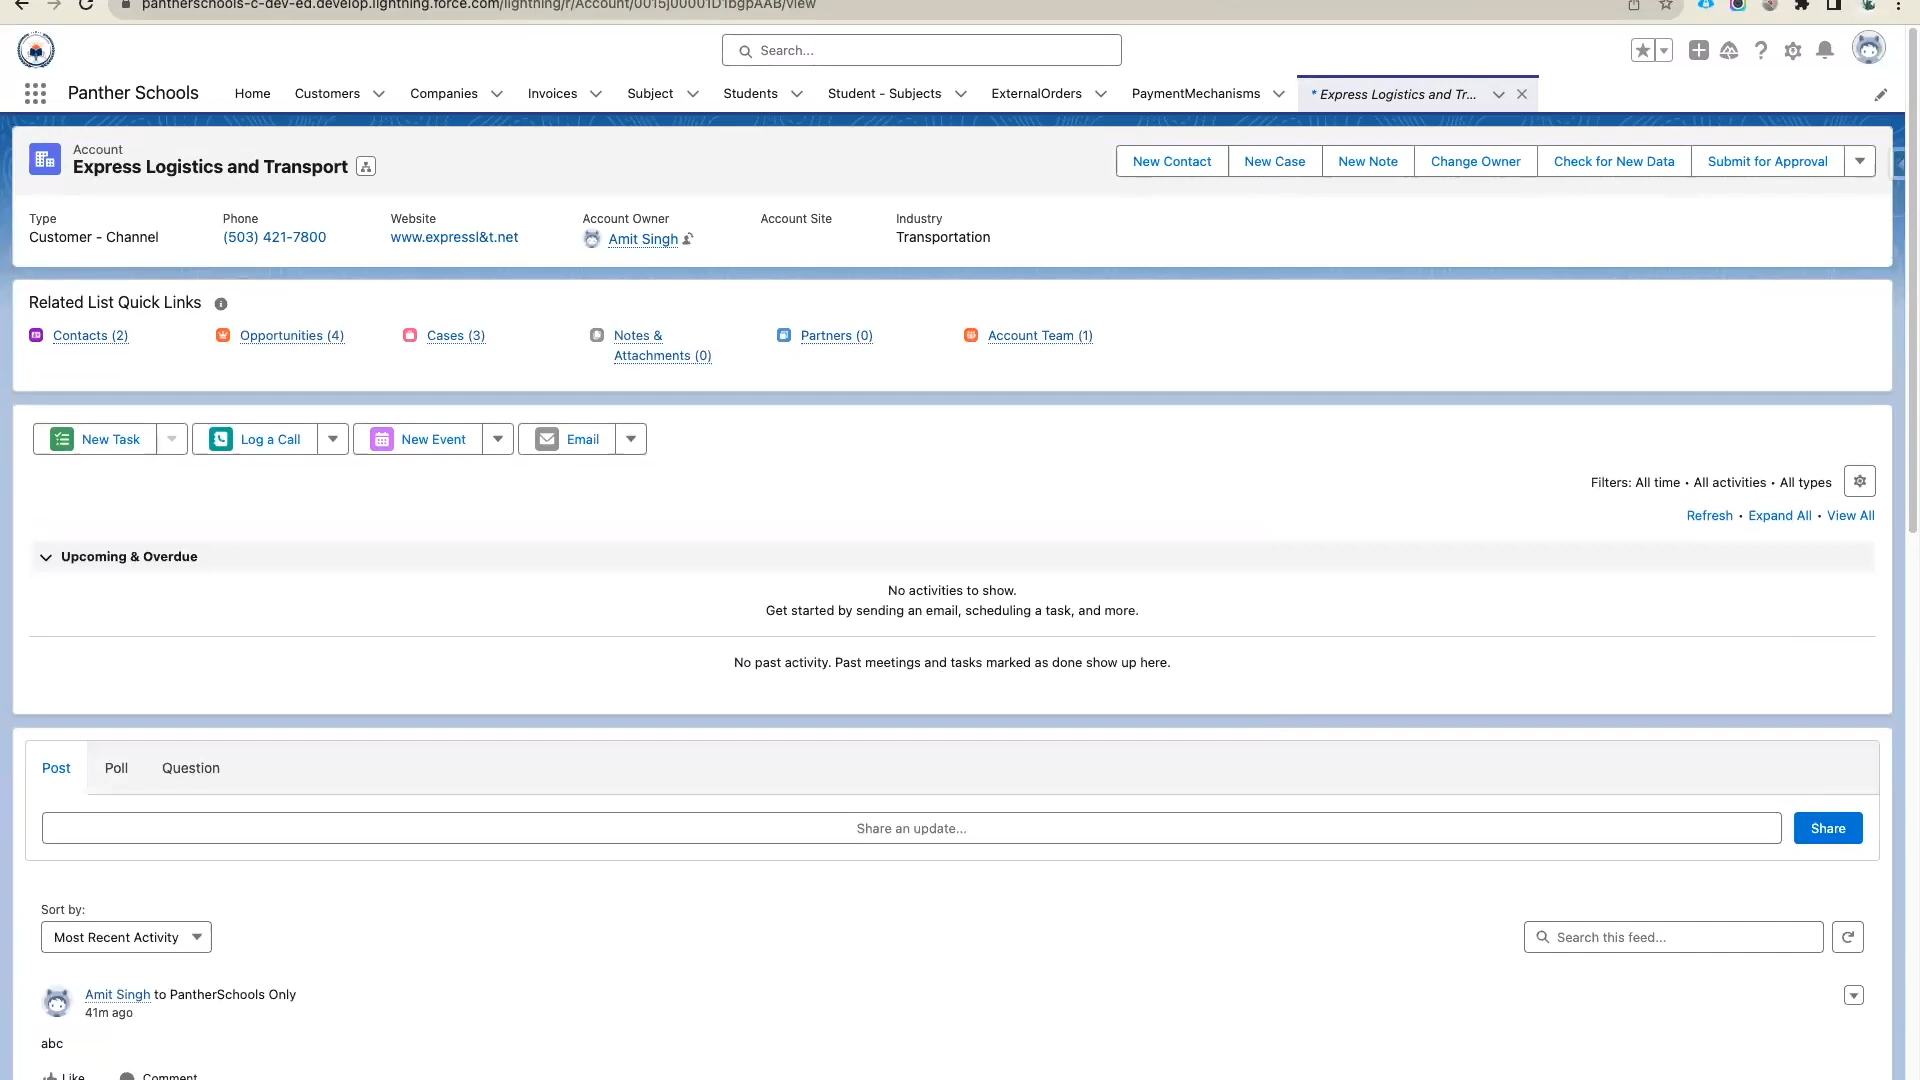 pantherschools-c-dev-ed.develop.lightning.force.com/lightning/r/Account/0015j00001D1bgpAAB/view
Search...
Panther Schools
Home
Customers
Companies
Invoices
Subject
Students
Student - Subjects
ExternalOrders
PaymentMechanisms
* Express Logistics and Tr...
Account
Express Logistics and Transport
New Contact
New Case
New Note
Change Owner
Check for New Data
Submit for Approval
Type
Phone
Website
Account Owner
Account Site
Industry
Customer - Channel
(503) 421-7800
www.expressl&t.net
Amit Singh
Transportation
Related List Quick Links
Contacts (2)
Opportunities (4)
Cases (3)
Notes &
Attachments (0)
Partners (0)
Account Team (1)
New Task
Log a Call
New Event
Email
Filters: All time • All activities • All types
Refresh • Expand All • View All
Upcoming & Overdue
No activities to show.
Get started by sending an email, scheduling a task, and more.
No past activity. Past meetings and tasks marked as done show up here.
Post
Poll
Question
Share an update...
Share
Sort by:
Most Recent Activity
Search this feed...
Amit Singh to PantherSchools Only
41m ago
abc
Like
Comment